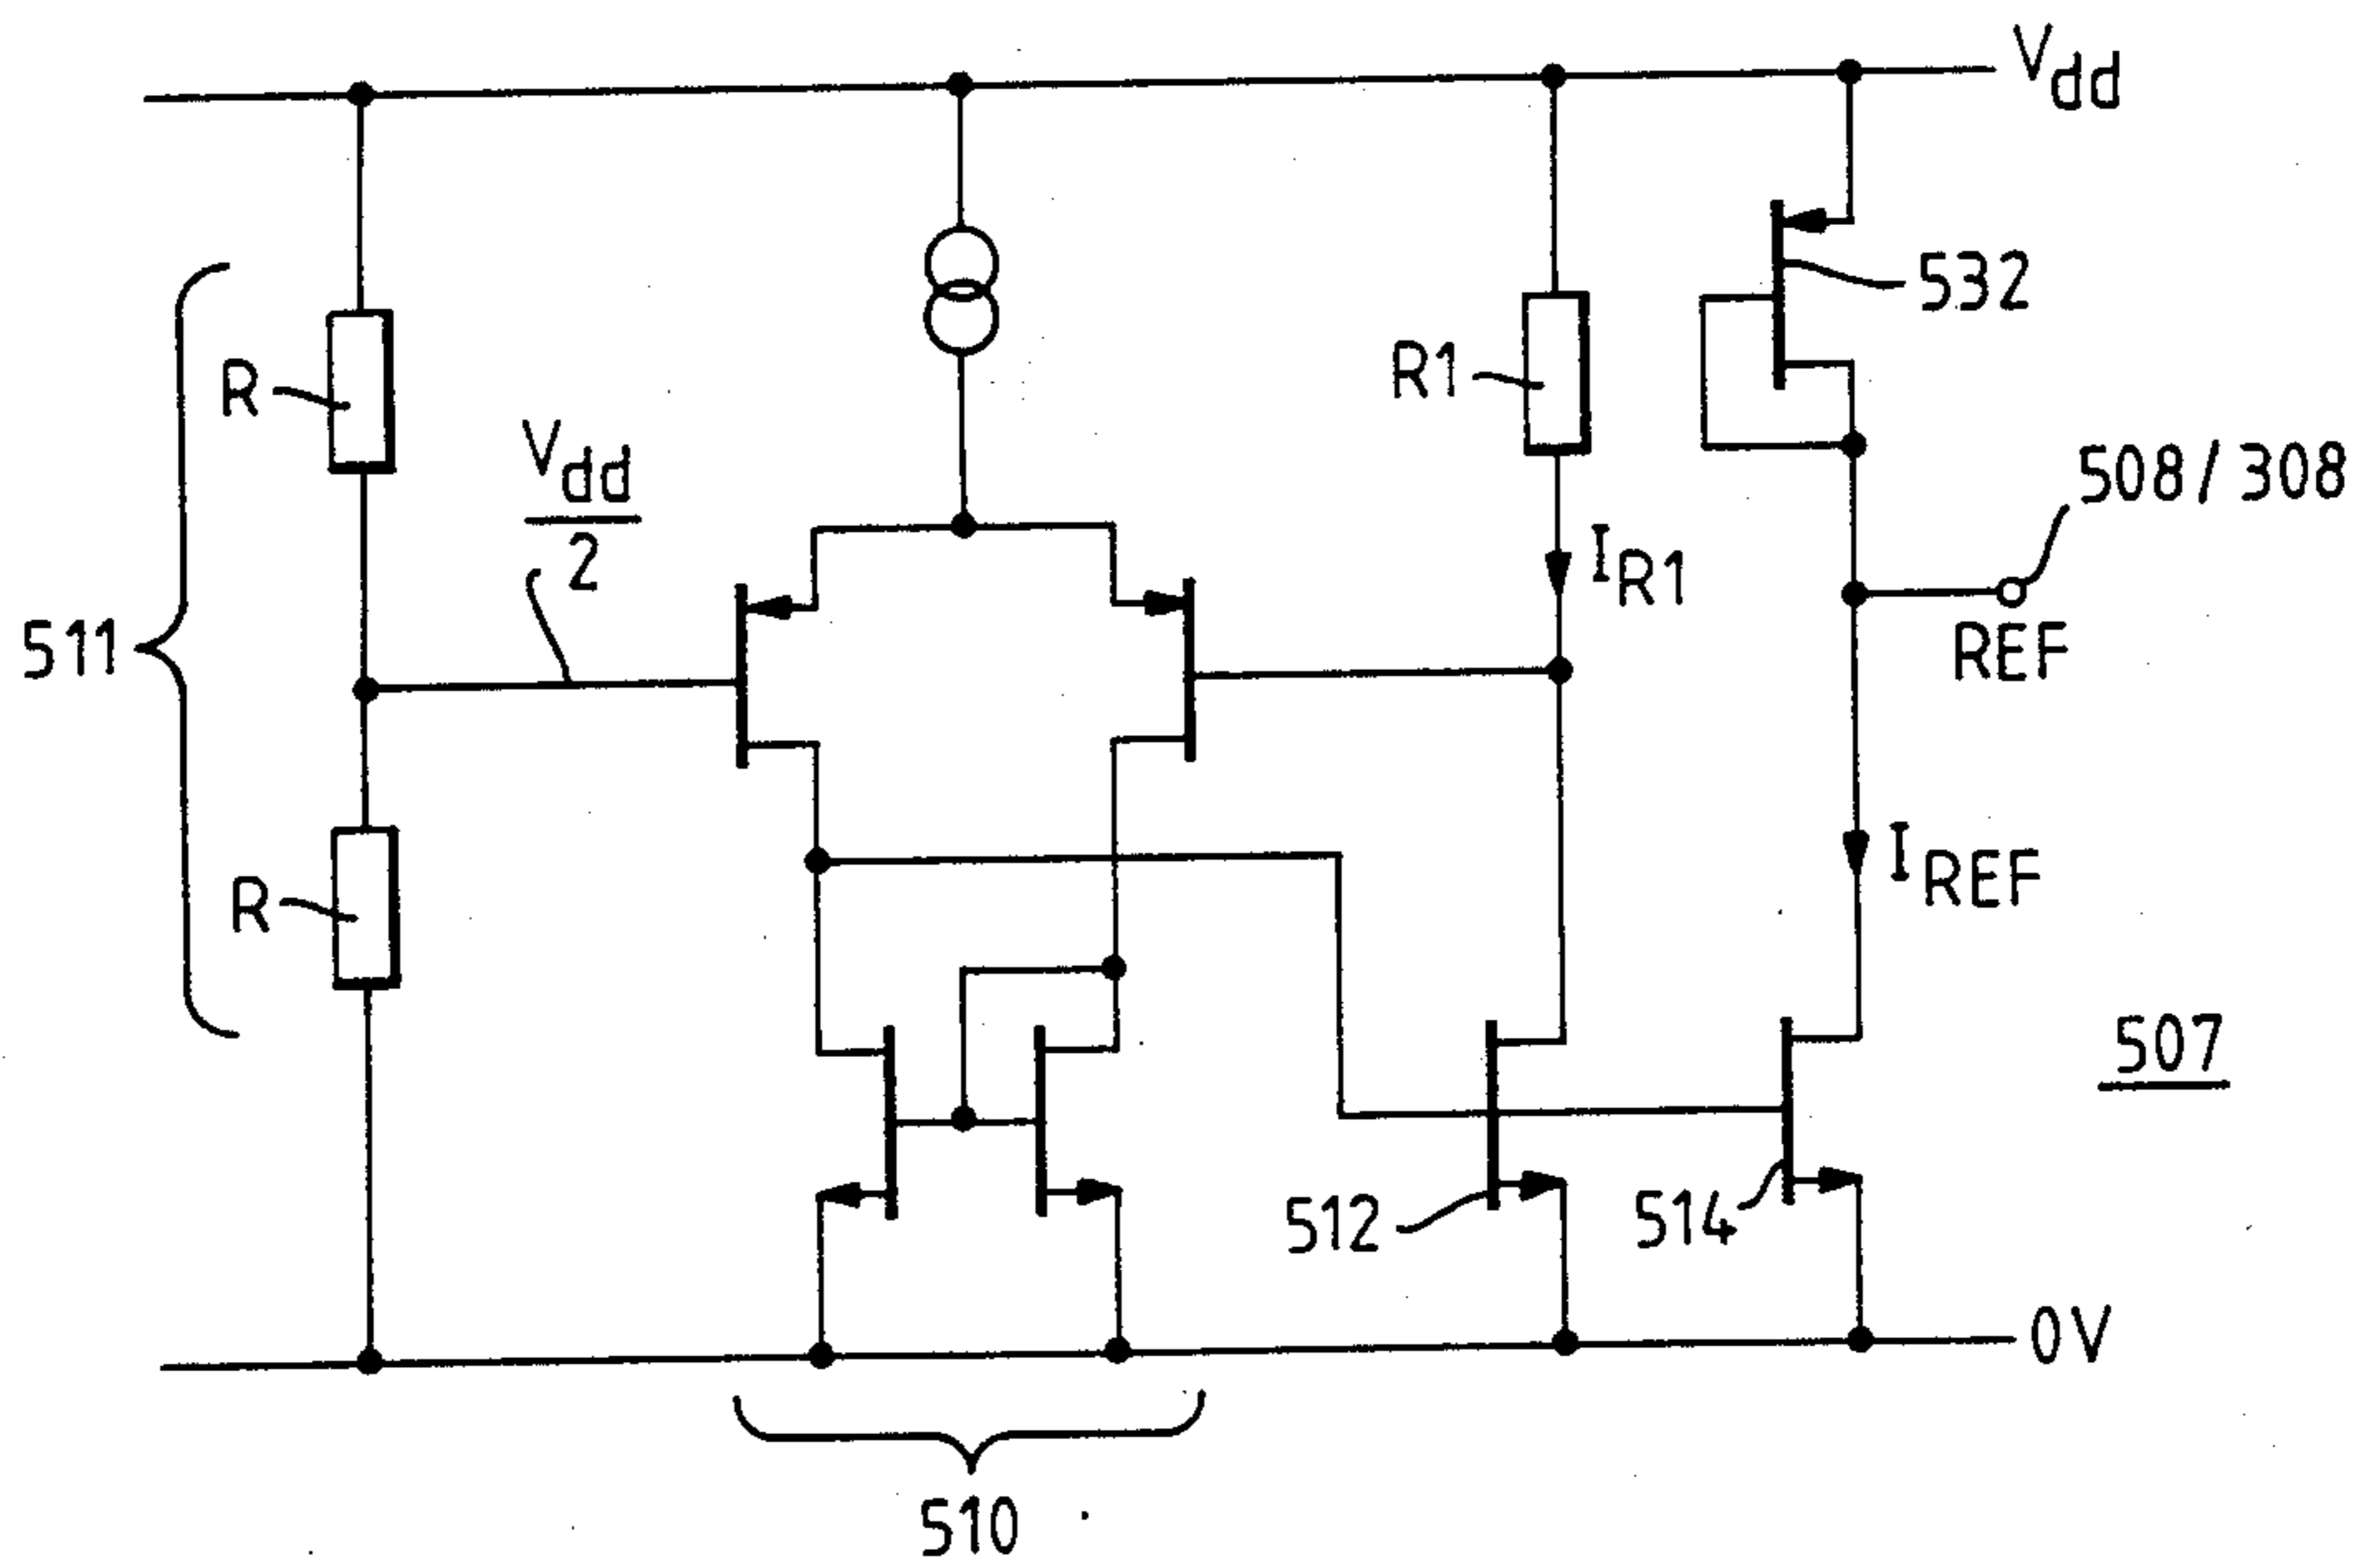 Vdd
532
R
R1
Vdd
2
508/308
IR1
511
REF
R
IREF
507
512
514
0V
510